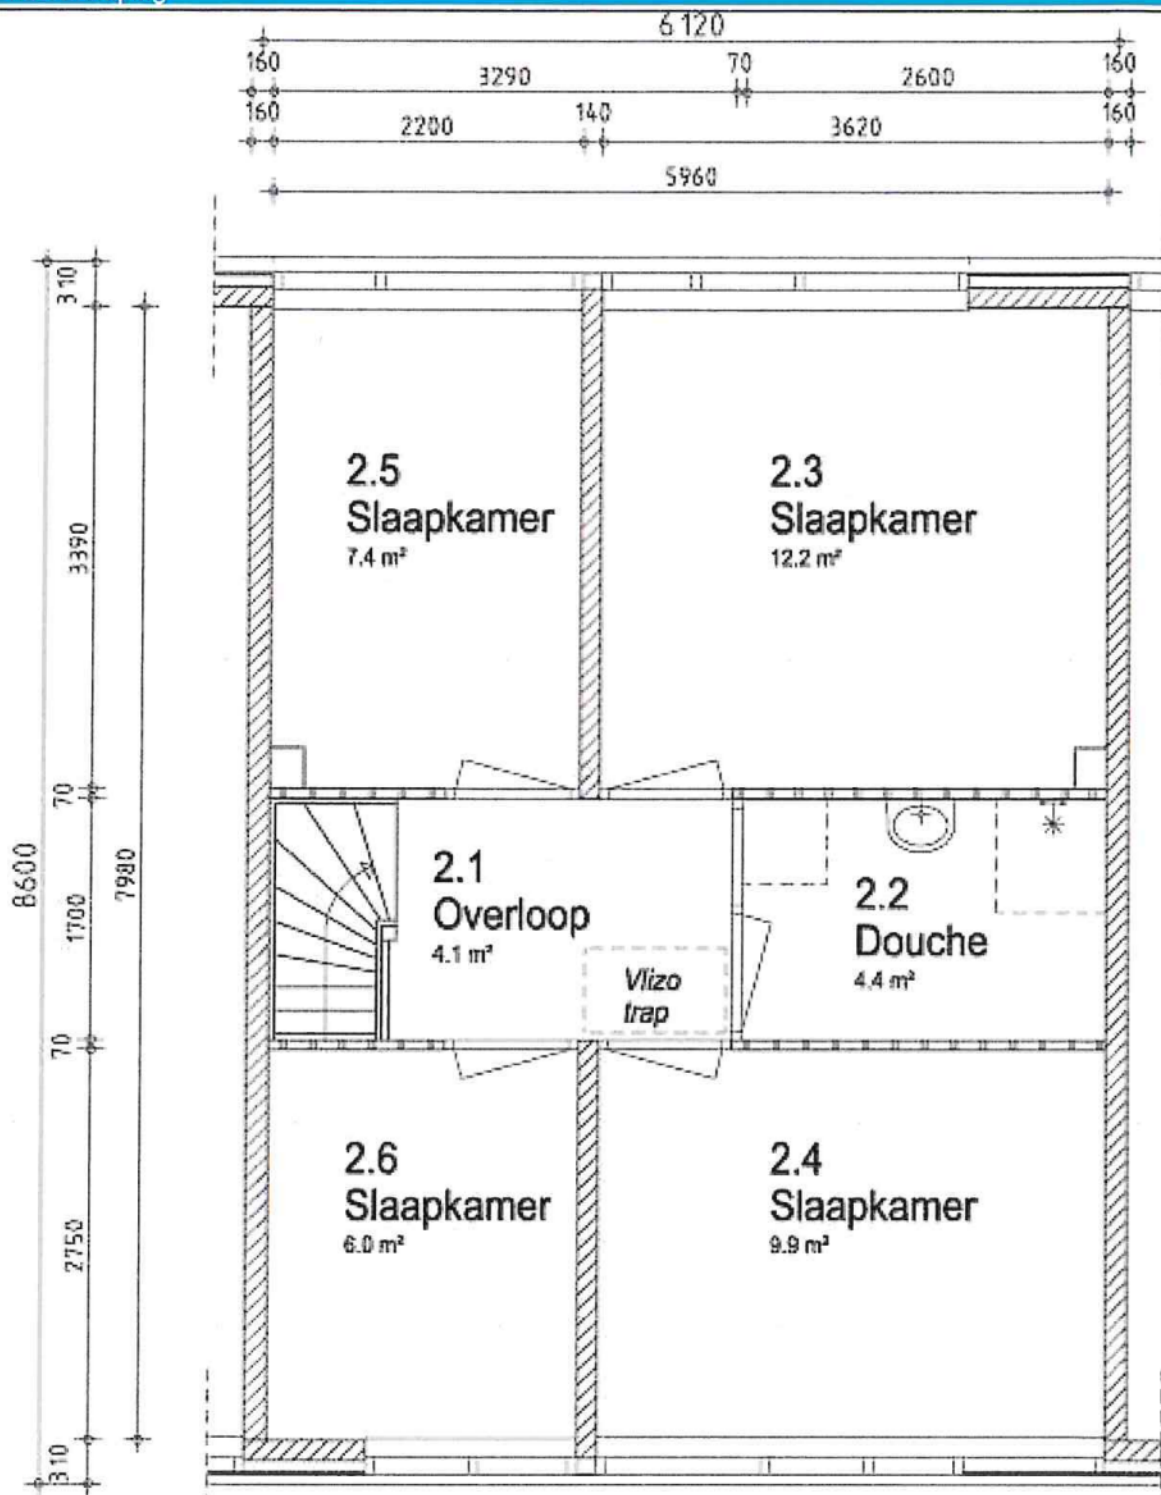 6120
160 3290 70 2600 160
160 2200 140 3620 160
5960
310
3390
70
1700
70
2750
310
8600
7980
2.5
Slaapkamer
7.4 m²
2.3
Slaapkamer
12.2 m²
2.1
Overloop
4.1 m²
2.2
Douche
4.4 m²
Vlizo
trap
2.6
Slaapkamer
6.0 m²
2.4
Slaapkamer
9.9 m²